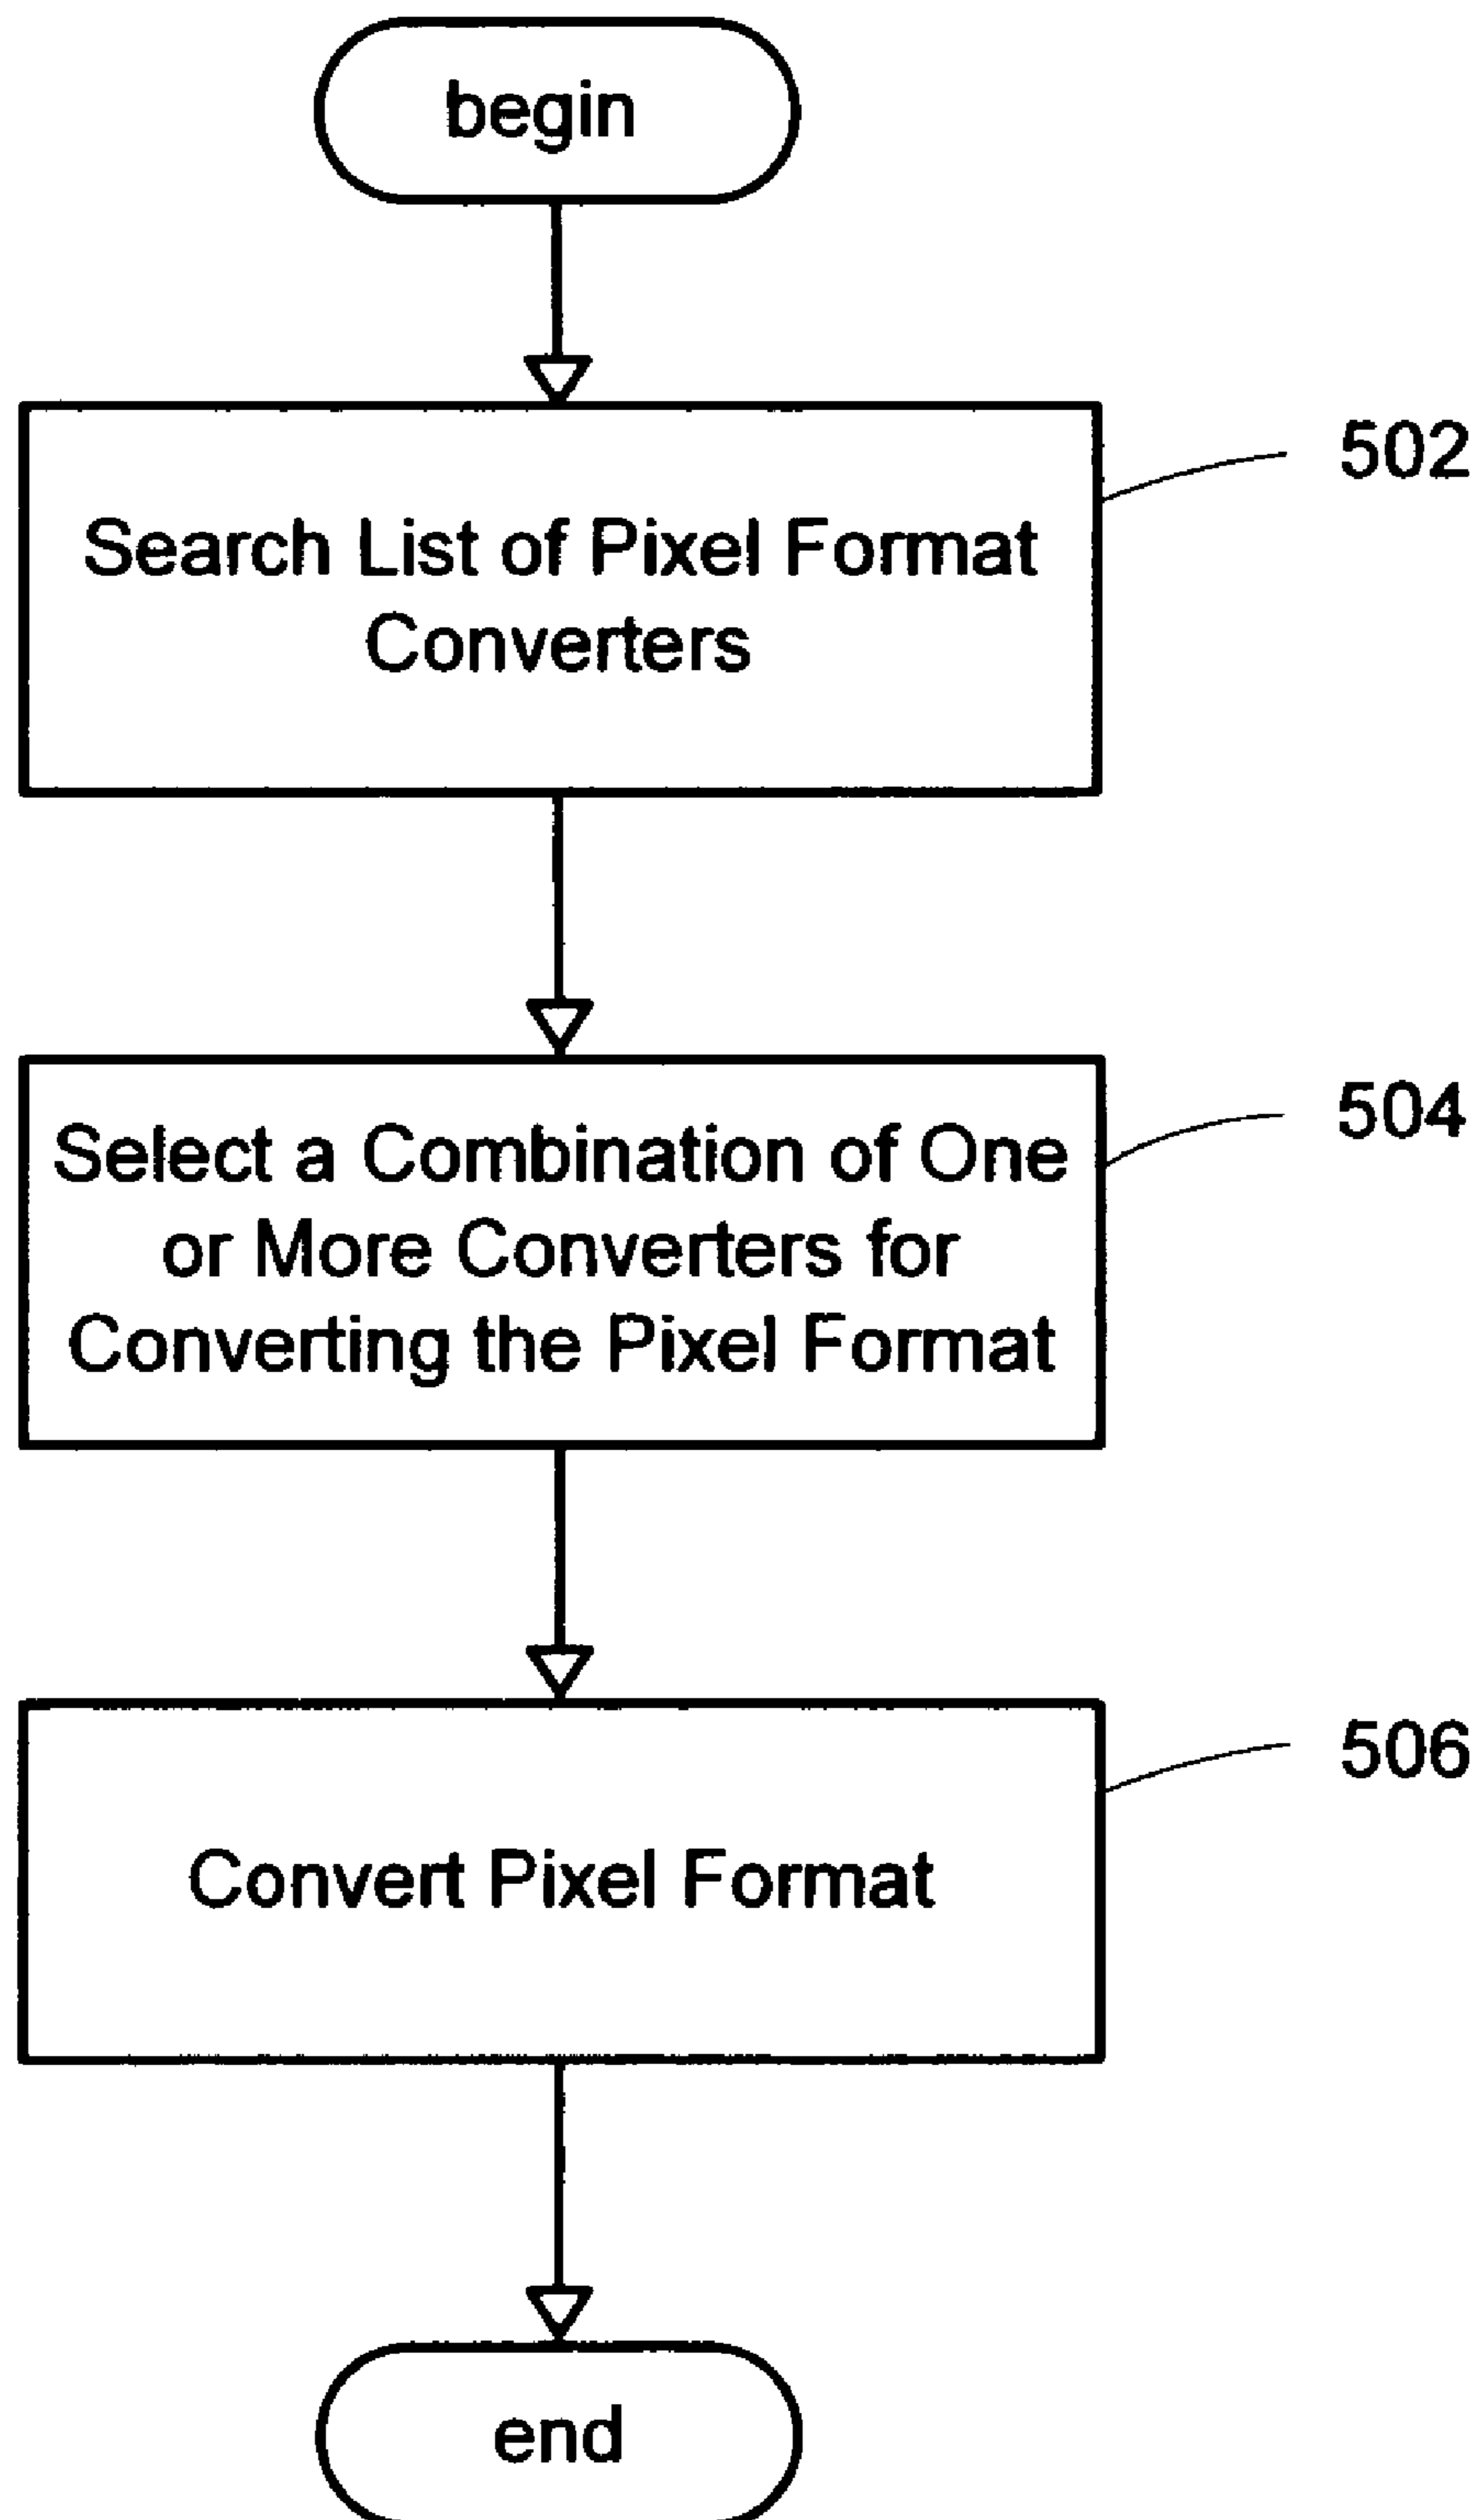 begin
502
Search List of Pixel Format
Converters
504
Select a Combination of One
or More Converters for
Converting the Pixel Format
506
Convert Pixel Format
end